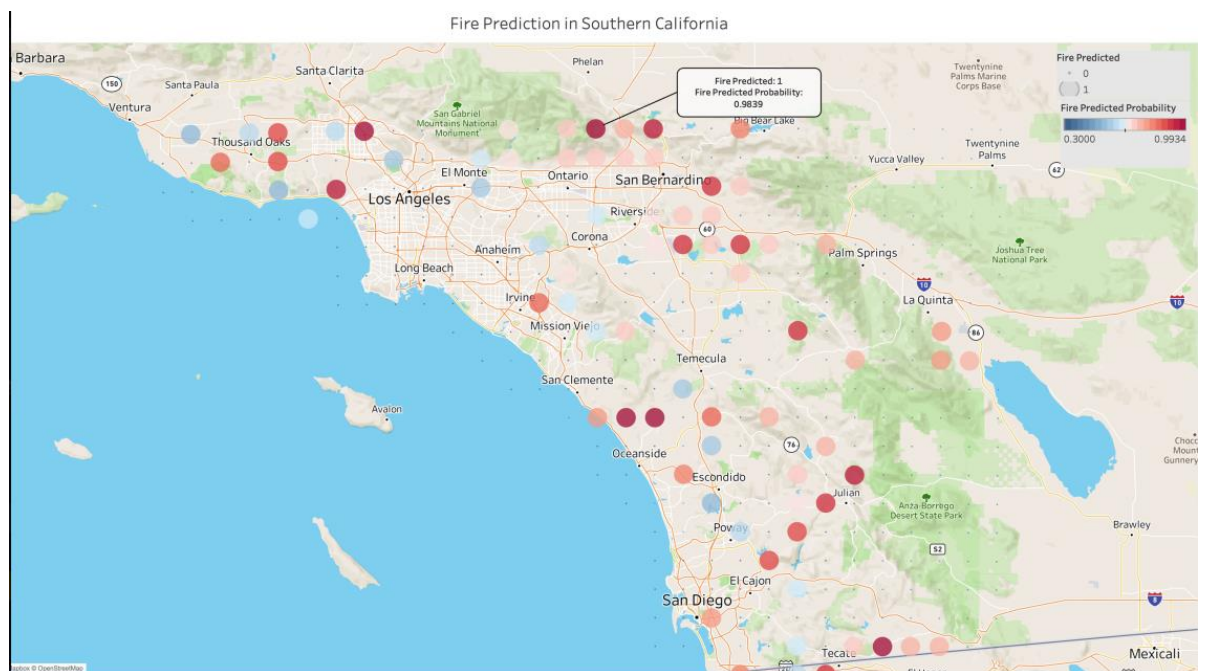 Fire Prediction in Southern California
Barbara
150
Santa Paula
Santa Clarita
Phelan
Fire Predicted: 1
Fire Predicted Probability:
0.9839
Twentynine
Palms Marine
Corps Base
Fire Predicted
0
1
Fire Predicted Probability
0.3000 0.9934
Ventura
San Gabriel
Mountains National
Monument
Big Bear Lake
Thousand Oaks
Twentynine
Palms
Yucca Valley
62
El Monte
Ontario
San Bernardino
Los Angeles
Riverside
60
Corona
Anaheim
Palm Springs
Joshua Tree
National Park
Long Beach
10
La Quinta
10
Irvine
Mission Viejo
86
Temecula
San Clemente
Avalon
76
Oceanside
Escondido
Julian
Anza-Borrego
Desert State Park
Poway
Brawley
52
El Cajon
San Diego
8
Tecate
Mexicali
© OpenStreetMap